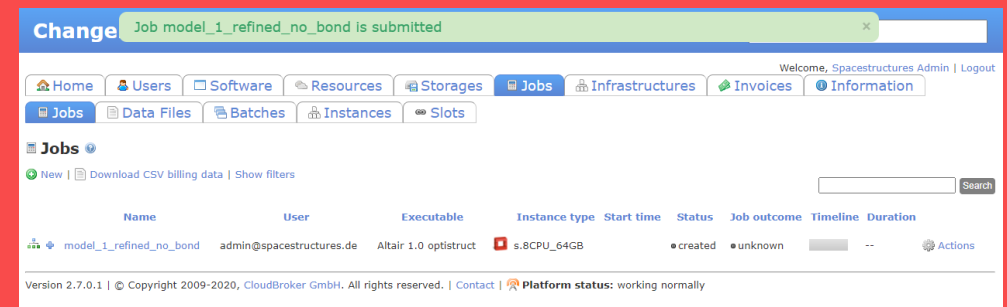 Change
Job model_1_refined_no_bond is submitted ×
Welcome, Spacestructures Admin | Logout
Home Users Software Resources Storages Jobs Infrastructures Invoices Information
Jobs Data Files Batches Instances Slots
Jobs
New | Download CSV billing data | Show filters
Search
Name User Executable Instance type Start time Status Job outcome Timeline Duration
model_1_refined_no_bond admin@spacestructures.de Altair 1.0 optistruct s.8CPU_64GB created unknown -- Actions
Version 2.7.0.1 | © Copyright 2009-2020, CloudBroker GmbH. All rights reserved. | Contact | Platform status: working normally